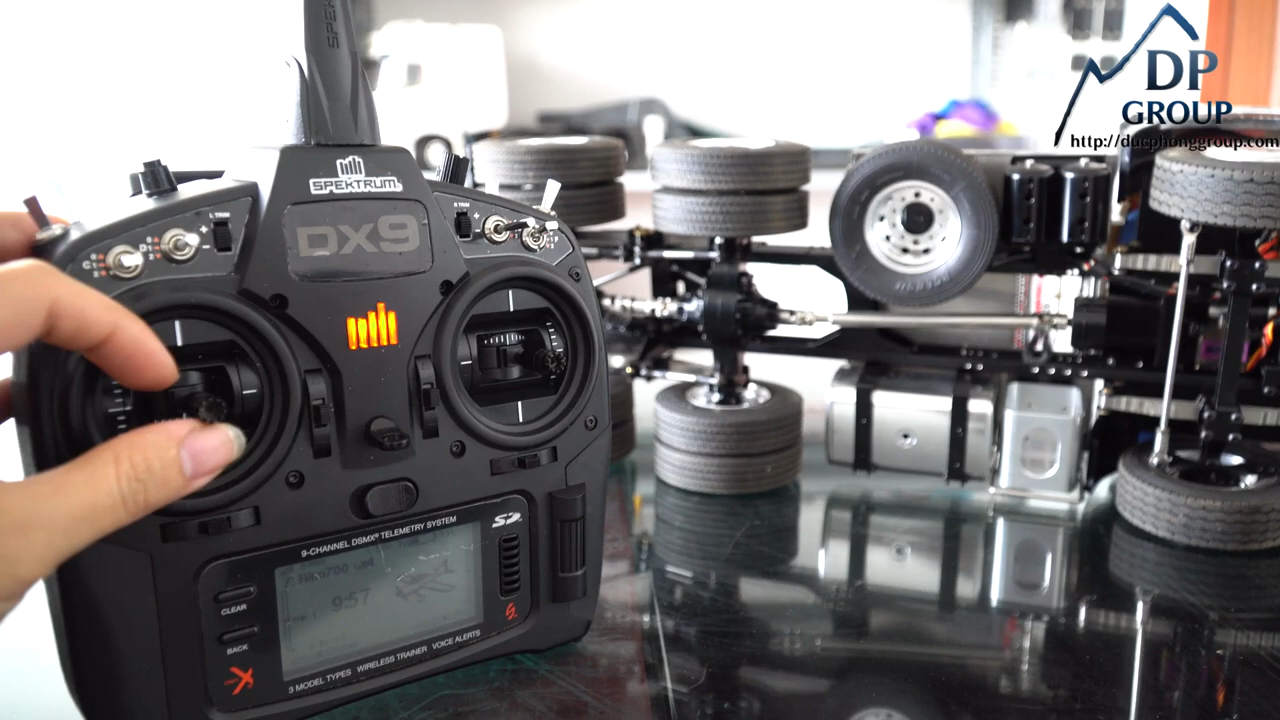 DP
GROUP
http://ducphonggroup.com
SPEK
SPEKTRUM
DX9
L TRIM
R TRIM
9-CHANNEL DSMX® TELEMETRY SYSTEM
SD
9:57
CLEAR
BACK
3 MODEL TYPES WIRELESS TRAINER VOICE ALERTS